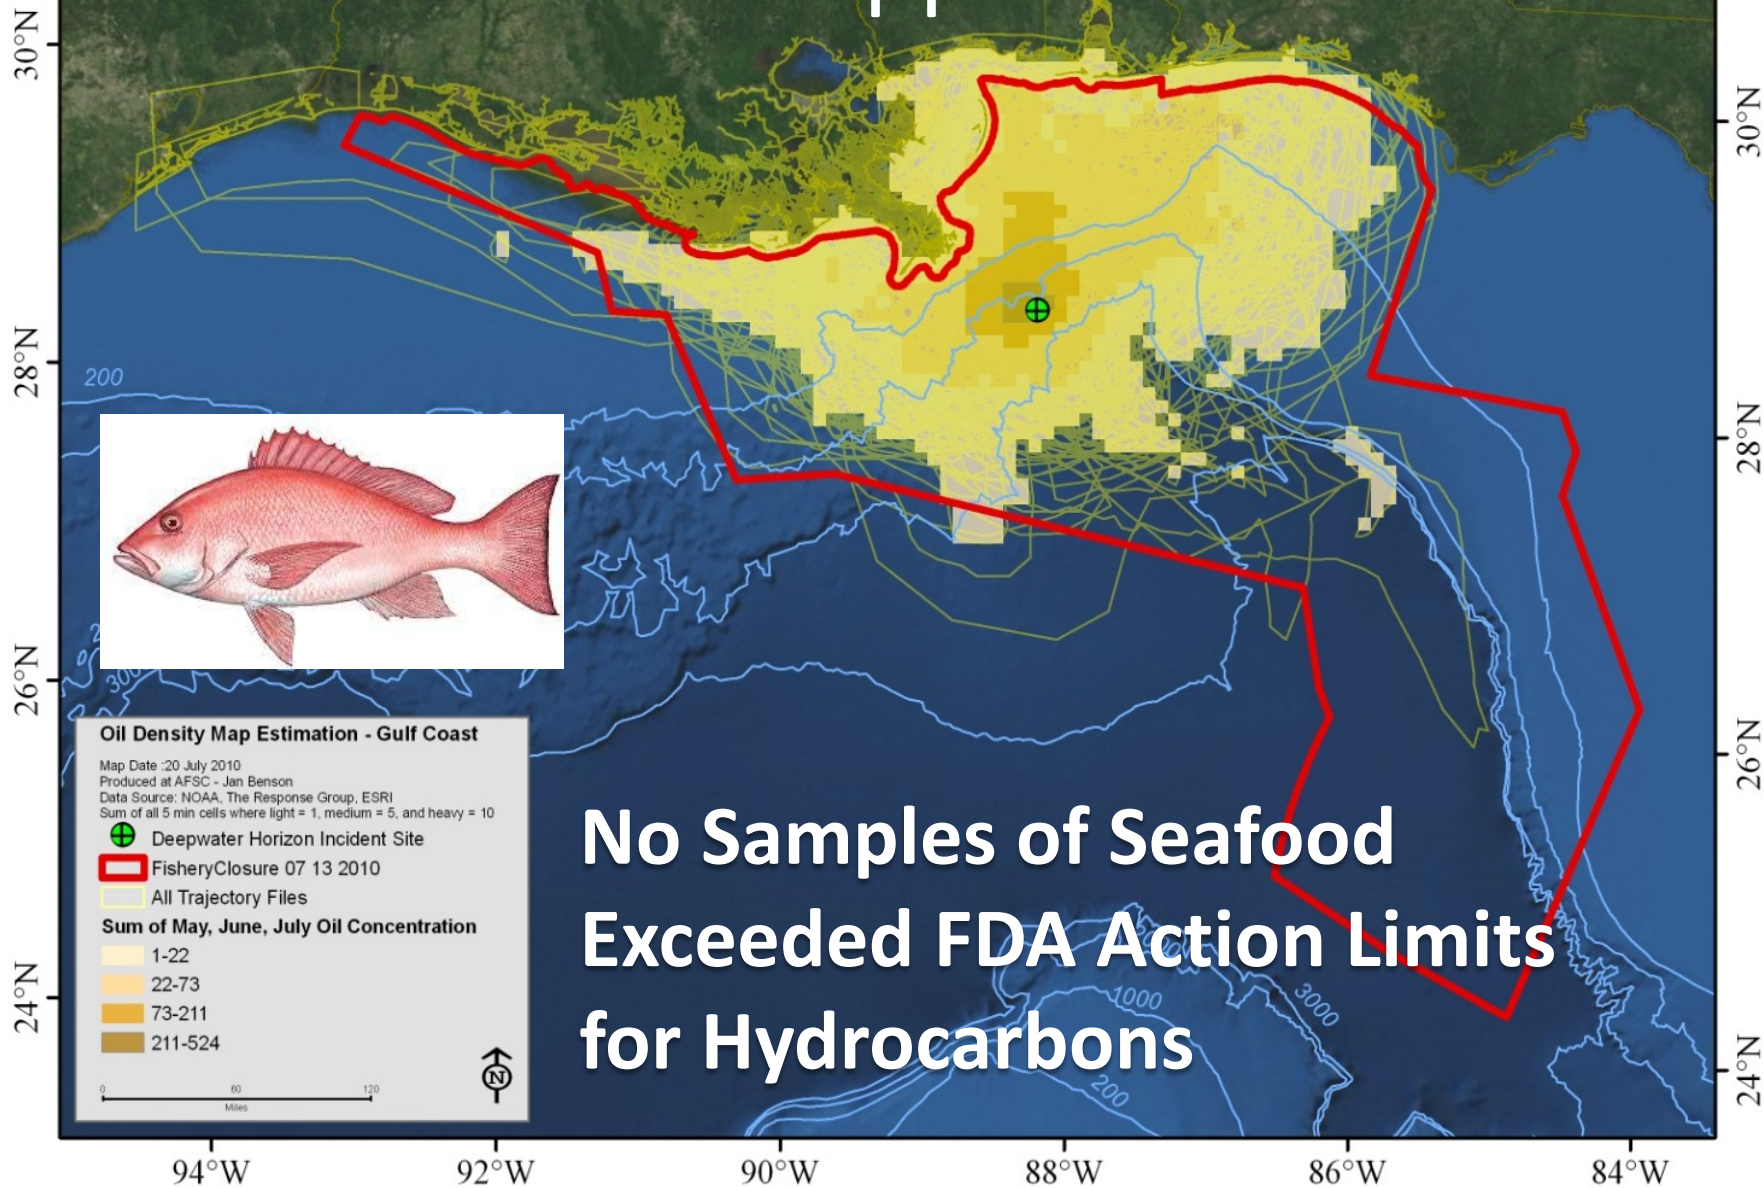 30°N
30°N
28°N
28°N
26°N
26°N
24°N
24°N
200
Oil Density Map Estimation - Gulf Coast
Map Date :20 July 2010
Produced at AFSC - Jan Benson
Data Source: NOAA, The Response Group, ESRI
Sum of all 5 min cells where light = 1, medium = 5, and heavy = 10
Deepwater Horizon Incident Site
FisheryClosure 07 13 2010
All Trajectory Files
Sum of May, June, July Oil Concentration
1-22
22-73
73-211
211-524
0 60 120
Miles
N
No Samples of Seafood
Exceeded FDA Action Limits
for Hydrocarbons
1000
3000
200
94°W 92°W 90°W 88°W 86°W 84°W